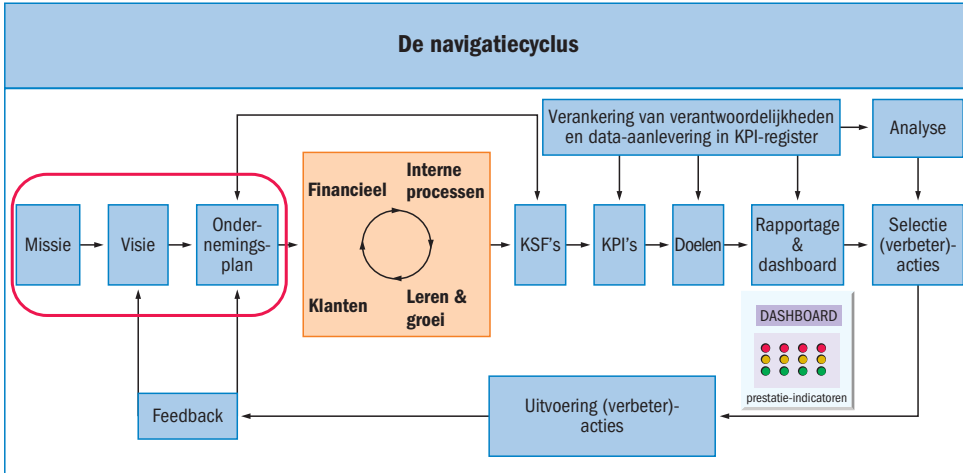 De navigatiecyclus
Verankering van verantwoordelijkheden
en data-aanlevering in KPI-register
Analyse
Missie
Visie
Onder-
nemings-
plan
Financieel
Interne
processen
Klanten
Leren &
groei
KSF's
KPI's
Doelen
Rapportage
&
dashboard
Selectie
(verbeter)-
acties
DASHBOARD
prestatie-indicatoren
Feedback
Uitvoering (verbeter)-
acties